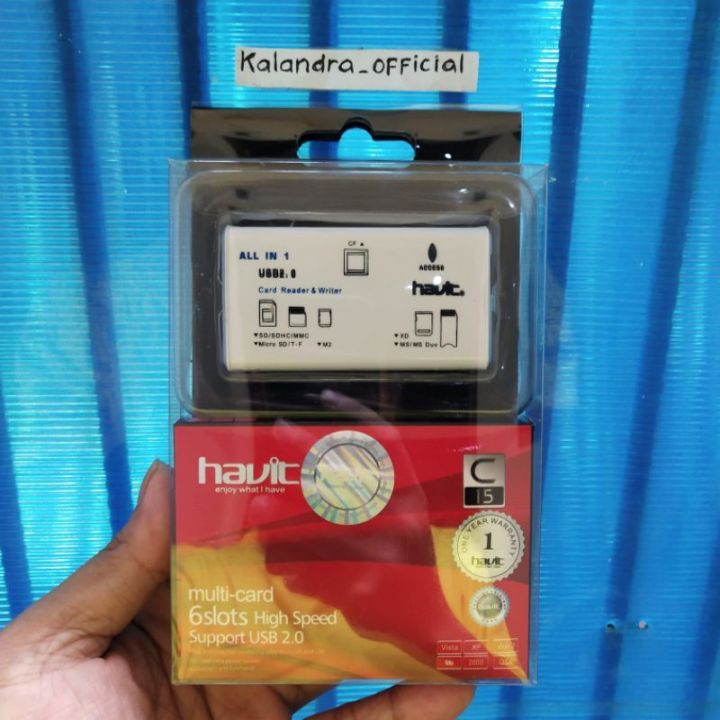 Kalandra_OFFicial
ALL IN 1
USB2.0
Card Reader & Writer
CF ▲
ACCESS
havit.
▼SD/SDHC/MMC
▼Micro SD/T-F ▼M2
▼XD
▼MS/MS Duo
havit
enjoy what I have
C
15
ONE YEAR WARRANTY
1
havit
havit
multi-card
6slots High Speed
Support USB 2.0
Vista XP
2000